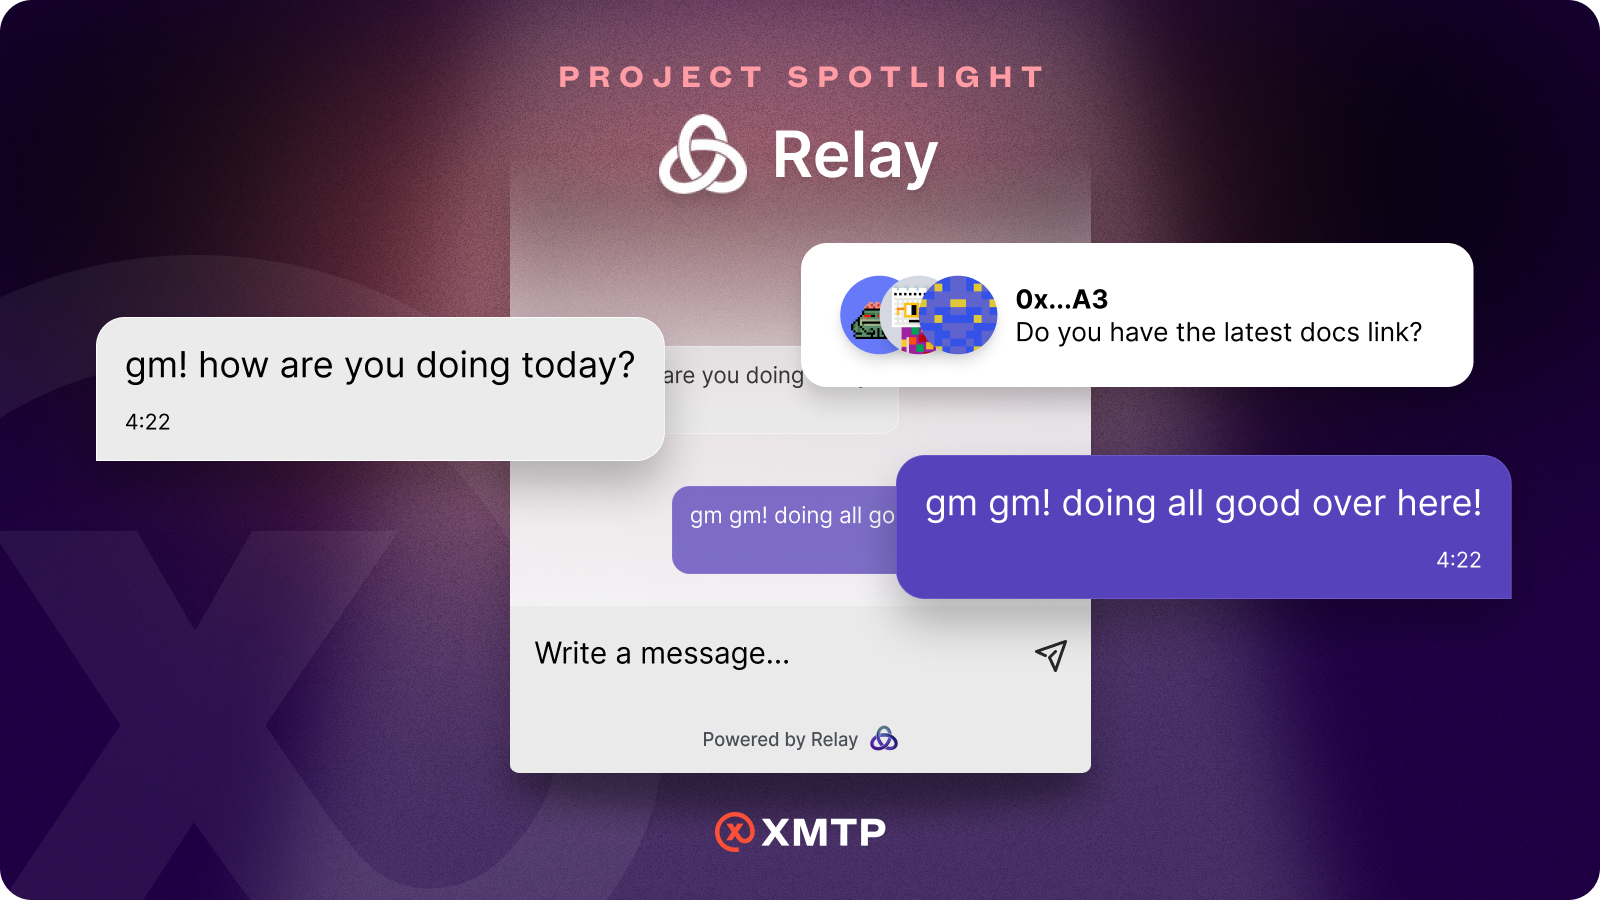 PROJECT SPOTLIGHT
Relay
0x...A3
Do you have the latest docs link?
gm! how are you doing today?
4:22
are you doing
gm gm! doing all go
gm gm! doing all good over here!
4:22
Write a message...
Powered by Relay
XMTP